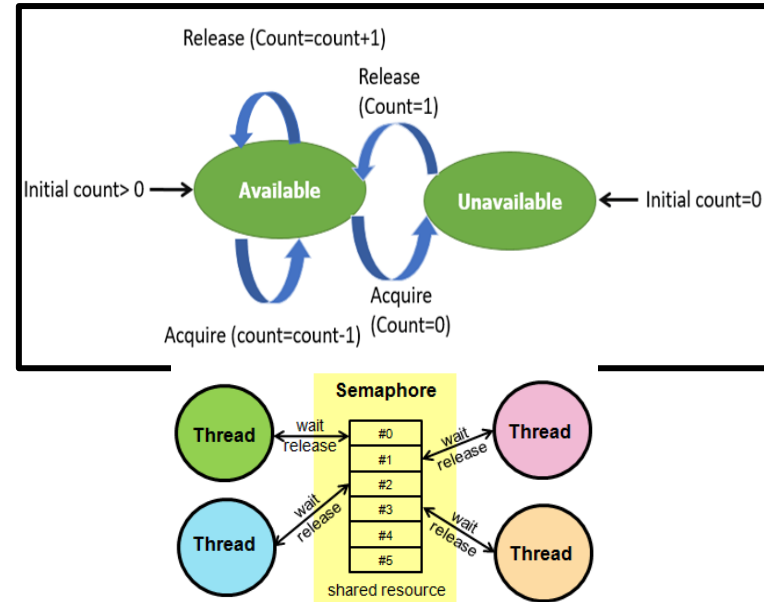 Release (Count=count+1)
Release
(Count=1)
Initial count> 0
Available
Unavailable
Initial count=0
Acquire
(Count=0)
Acquire (count=count-1)
Semaphore
Thread
wait
release
#0
#1
#2
#3
#4
#5
wait
release
Thread
Thread
wait
release
wait
release
Thread
shared resource